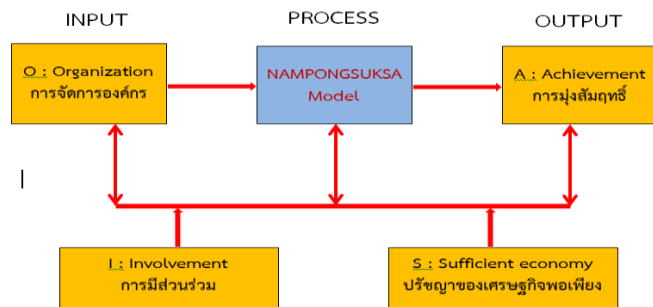 INPUT
PROCESS
OUTPUT
O : Organization
การจัดการองค์กร
NAMPONGSUKSA
Model
A : Achievement
การมุ่งสัมฤทธิ์
I : Involvement
การมีส่วนร่วม
S : Sufficient economy
ปรัชญาของเศรษฐกิจพอเพียง